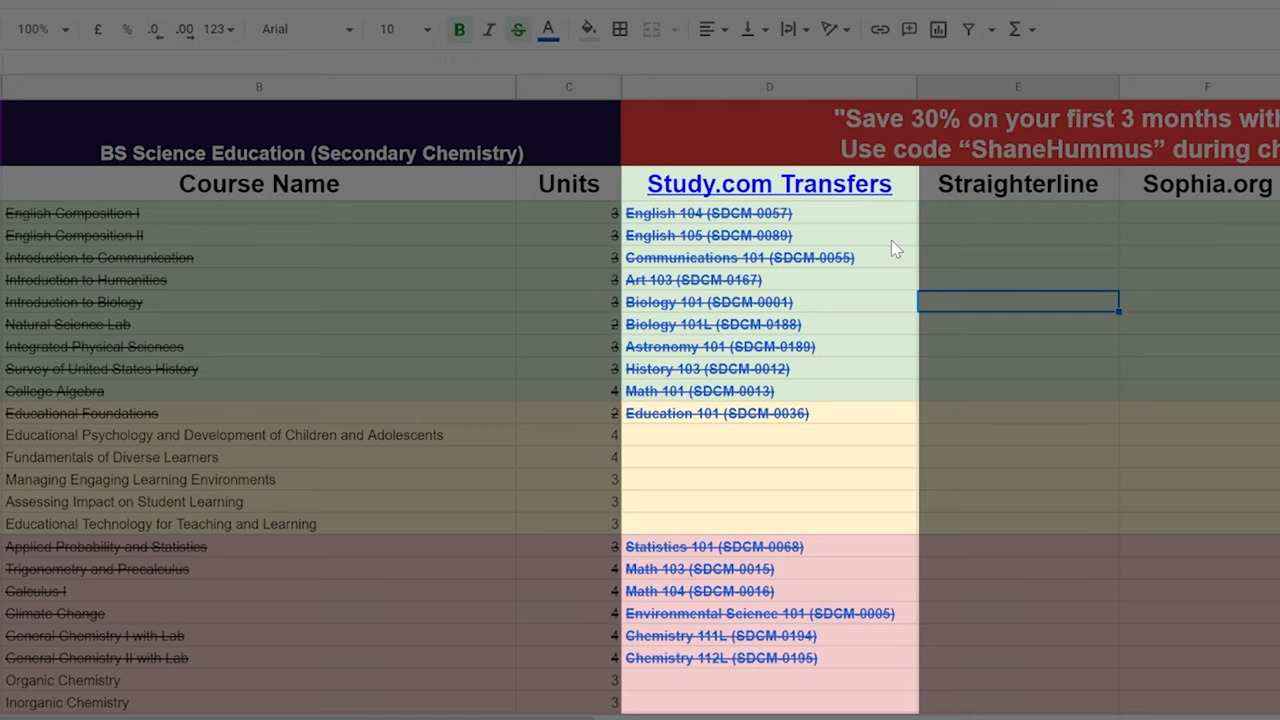 100% £ % .0 .00 123 Arial 10 B I S A Σ
B C D E F
BS Science Education (Secondary Chemistry) "Save 30% on your first 3 months wit
Use code “ShaneHummus” during ch
Course Name Units Study.com Transfers Straighterline Sophia.org
English Composition I 3 English 104 (SDCM-0057)
English Composition II 3 English 105 (SDCM-0089)
Introduction to Communication 3 Communications 101 (SDCM-0055)
Introduction to Humanities 3 Art 103 (SDCM-0167)
Introduction to Biology 3 Biology 101 (SDCM-0001)
Natural Science Lab 2 Biology 101L (SDCM-0188)
Integrated Physical Sciences 3 Astronomy 101 (SDCM-0189)
Survey of United States History 3 History 103 (SDCM-0012)
College Algebra 4 Math 101 (SDCM-0013)
Educational Foundations 2 Education 101 (SDCM-0036)
Educational Psychology and Development of Children and Adolescents 4
Fundamentals of Diverse Learners 4
Managing Engaging Learning Environments 3
Assessing Impact on Student Learning 3
Educational Technology for Teaching and Learning 3
Applied Probability and Statistics 3 Statistics 101 (SDCM-0068)
Trigonometry and Precalculus 4 Math 103 (SDCM-0015)
Calculus I 4 Math 104 (SDCM-0016)
Climate Change 4 Environmental Science 101 (SDCM-0005)
General Chemistry I with Lab 4 Chemistry 111L (SDCM-0194)
General Chemistry II with Lab 4 Chemistry 112L (SDCM-0195)
Organic Chemistry 3
Inorganic Chemistry 3